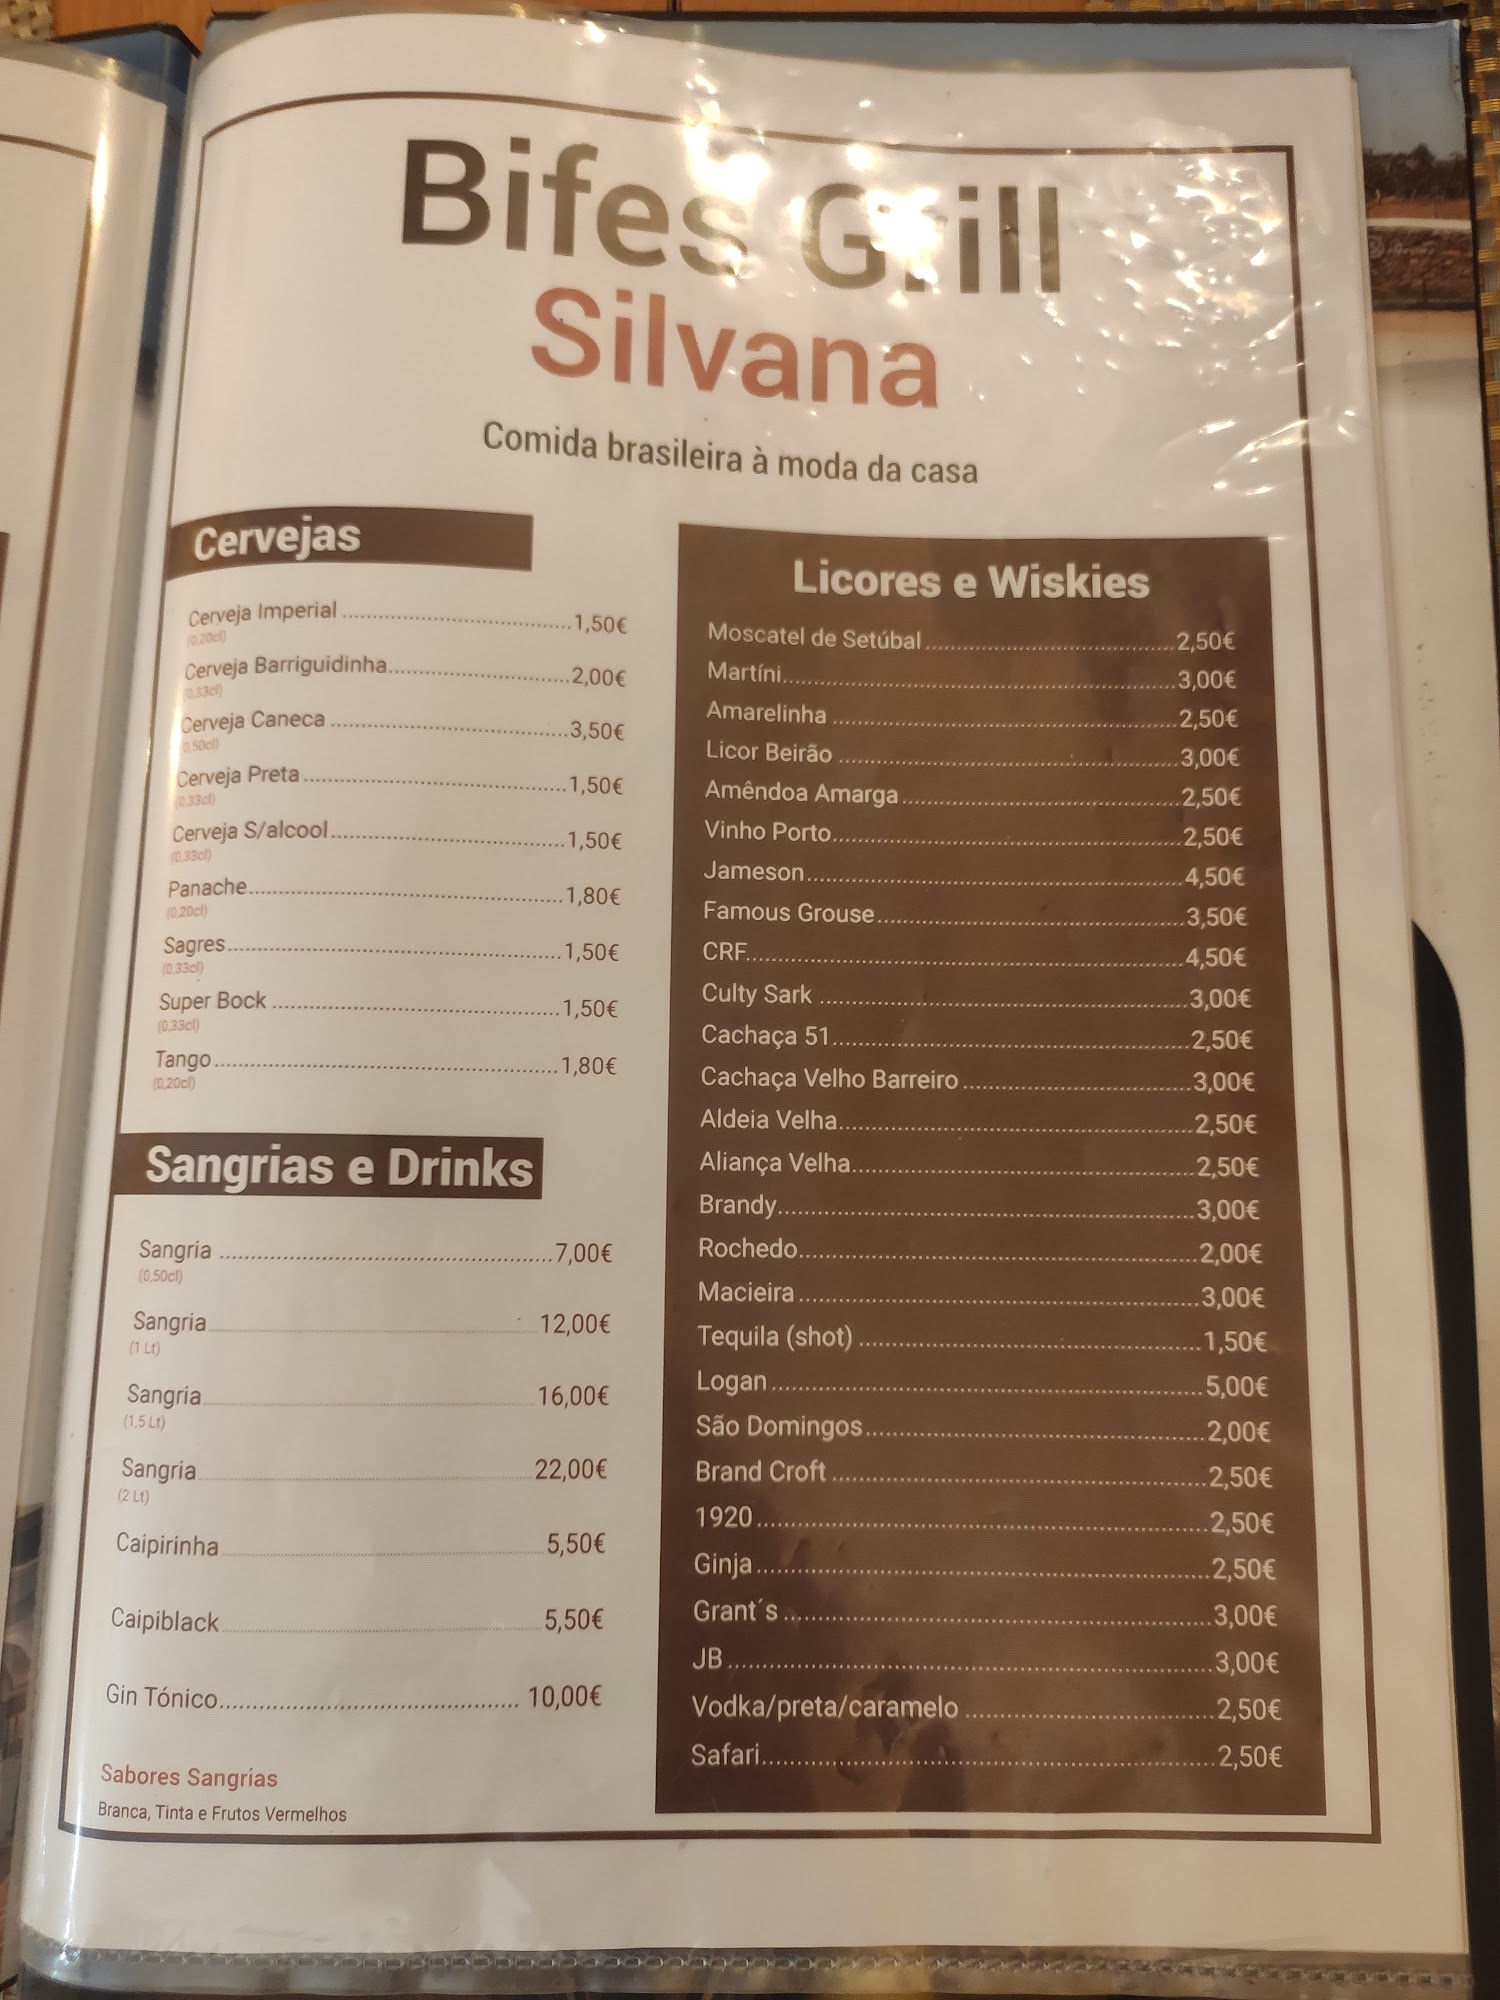 Bifes Grill
Silvana
Comida brasileira à moda da casa
Cervejas
Cerveja Imperial 1,50€
(0,20cl)
Cerveja Barriguidinha 2,00€
(0,33cl)
Cerveja Caneca 3,50€
(0,50cl)
Cerveja Preta 1,50€
(0,33cl)
Cerveja S/alcool 1,50€
(0,33cl)
Panache 1,80€
(0,20cl)
Sagres 1,50€
(0,33cl)
Super Bock 1,50€
(0,33cl)
Tango 1,80€
(0,20cl)
Sangrias e Drinks
Sangria 7,00€
(0,50cl)
Sangria 12,00€
(1 Lt)
Sangria 16,00€
(1,5 Lt)
Sangria 22,00€
(2 Lt)
Caipirinha 5,50€
Caipiblack 5,50€
Gin Tónico 10,00€
Sabores Sangrias
Branca, Tinta e Frutos Vermelhos
Licores e Wiskies
Moscatel de Setúbal 2,50€
Martíni 3,00€
Amarelinha 2,50€
Licor Beirão 3,00€
Amêndoa Amarga 2,50€
Vinho Porto 2,50€
Jameson 4,50€
Famous Grouse 3,50€
CRF 4,50€
Culty Sark 3,00€
Cachaça 51 2,50€
Cachaça Velho Barreiro 3,00€
Aldeia Velha 2,50€
Aliança Velha 2,50€
Brandy 3,00€
Rochedo 2,00€
Macieira 3,00€
Tequila (shot) 1,50€
Logan 5,00€
São Domingos 2,00€
Brand Croft 2,50€
1920 2,50€
Ginja 2,50€
Grant´s 3,00€
JB 3,00€
Vodka/preta/caramelo 2,50€
Safari 2,50€